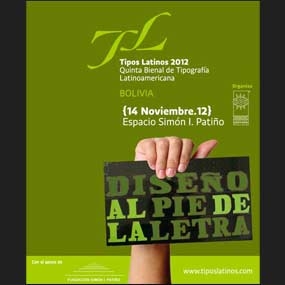 TL
Tipos Latinos 2012
Quinta Bienal de Tipografía
Latinoamericana
BOLIVIA
Organiza
{14 Noviembre.12}
Espacio Simón I. Patiño
DISEÑO
AL PIE DE
LA LETRA
Con el apoyo de
FUNDACIÓN SIMÓN I. PATIÑO
www.tiposlatinos.com